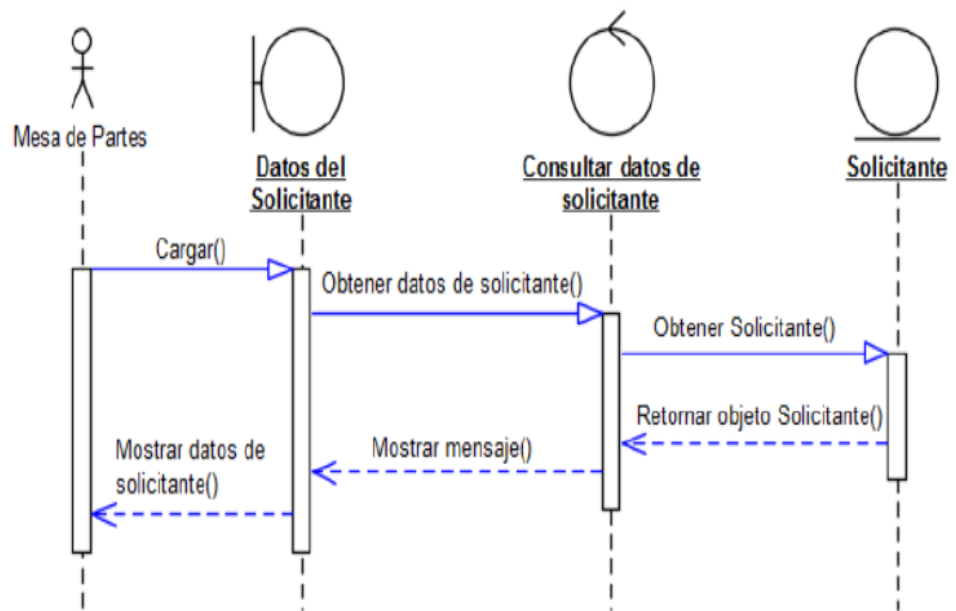 Mesa de Partes
Datos del
Solicitante
Consultar datos de
solicitante
Solicitante
Cargar()
Obtener datos de solicitante()
Obtener Solicitante()
Retornar objeto Solicitante()
Mostrar mensaje()
Mostrar datos de
solicitante()